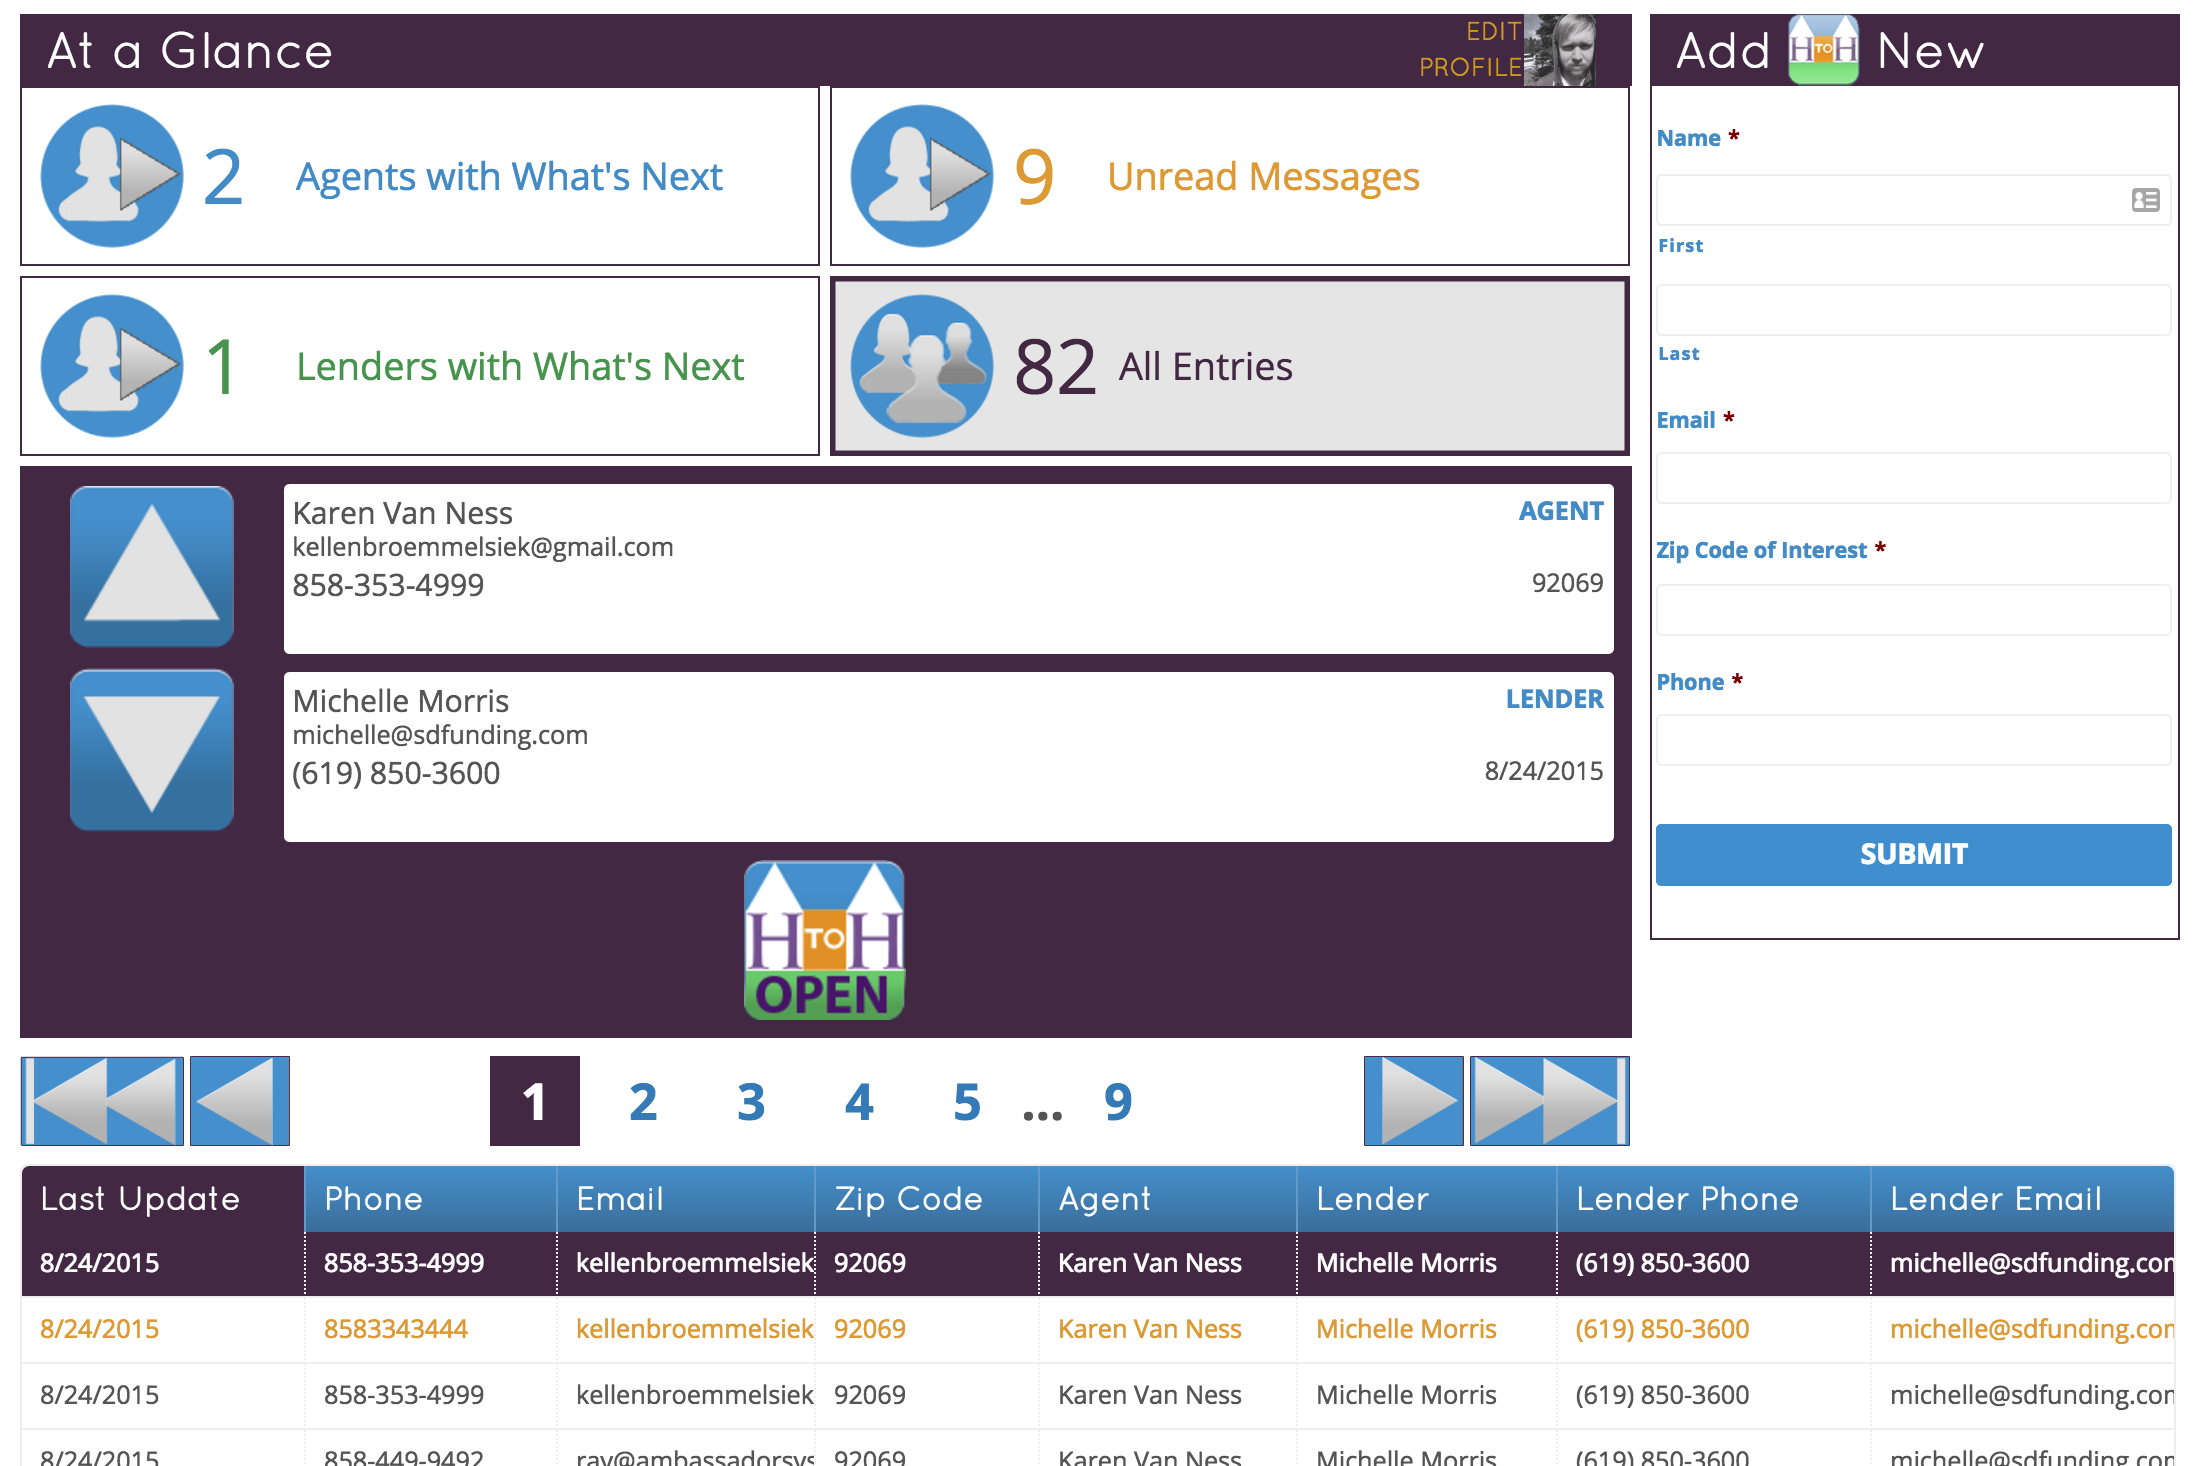 At a Glance
EDIT
PROFILE
2 Agents with What's Next
9 Unread Messages
1 Lenders with What's Next
82 All Entries
Karen Van Ness AGENT
kellenbroemmelsiek@gmail.com
858-353-4999 92069
Michelle Morris LENDER
michelle@sdfunding.com
(619) 850-3600 8/24/2015
H TO H
OPEN
1 2 3 4 5 ... 9
Add H TO H New
Name *
First
Last
Email *
Zip Code of Interest *
Phone *
SUBMIT
Last Update Phone Email Zip Code Agent Lender Lender Phone Lender Email
8/24/2015 858-353-4999 kellenbroemmelsiek 92069 Karen Van Ness Michelle Morris (619) 850-3600 michelle@sdfunding.com
8/24/2015 8583343444 kellenbroemmelsiek 92069 Karen Van Ness Michelle Morris (619) 850-3600 michelle@sdfunding.com
8/24/2015 858-353-4999 kellenbroemmelsiek 92069 Karen Van Ness Michelle Morris (619) 850-3600 michelle@sdfunding.com
8/24/2015 858-449-9492 ray@ambassadorsys 92069 Karen Van Ness Michelle Morris (619) 850-3600 michelle@sdfunding.com